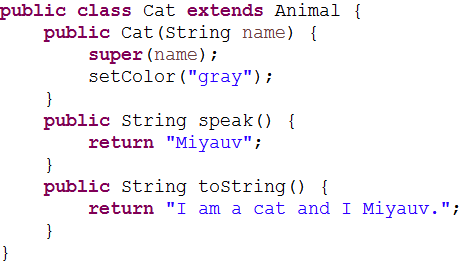 public class Cat extends Animal {
    public Cat(String name) {
        super(name);
        setColor("gray");
    }
    public String speak() {
        return "Miyauv";
    }
    public String toString() {
        return "I am a cat and I Miyauv.";
    }
}